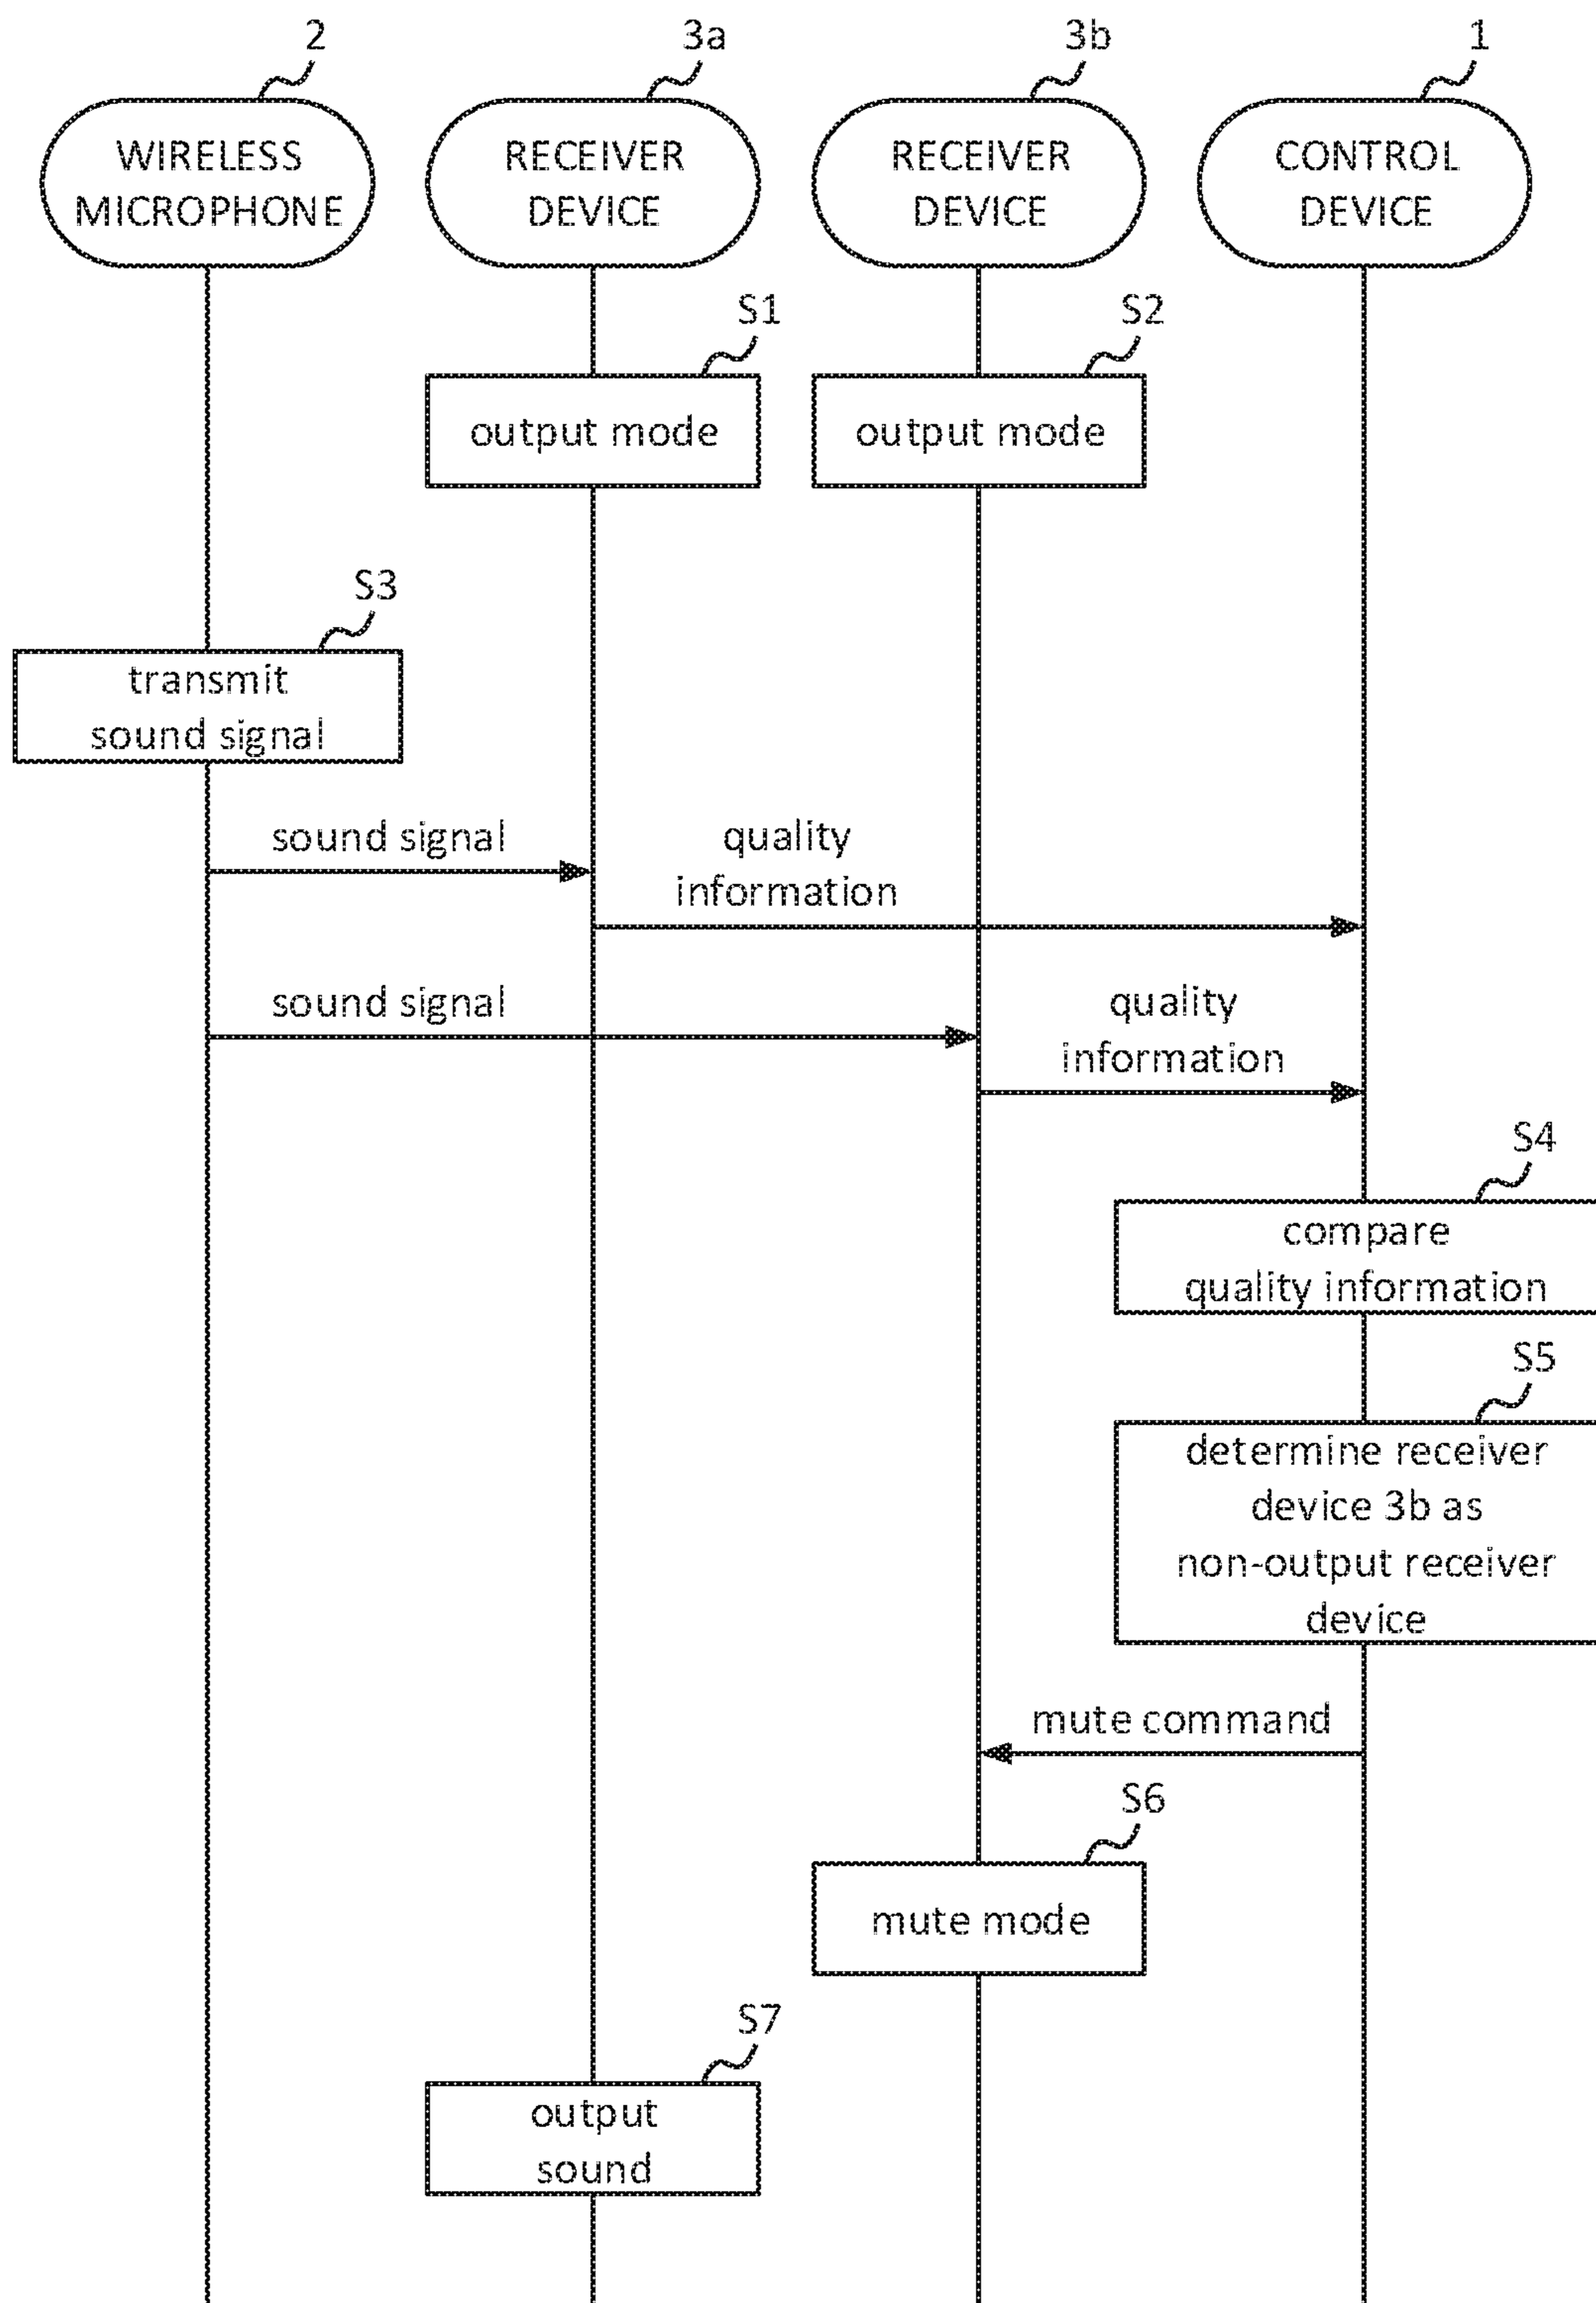 2
3a
3b
1
WIRELESS
MICROPHONE
RECEIVER
DEVICE
RECEIVER
DEVICE
CONTROL
DEVICE
S1
S2
output mode
output mode
S3
transmit
sound signal
sound signal
quality
information
sound signal
quality
information
S4
compare
quality information
S5
determine receiver
device 3b as
non-output receiver
device
mute command
S6
mute mode
S7
output
sound